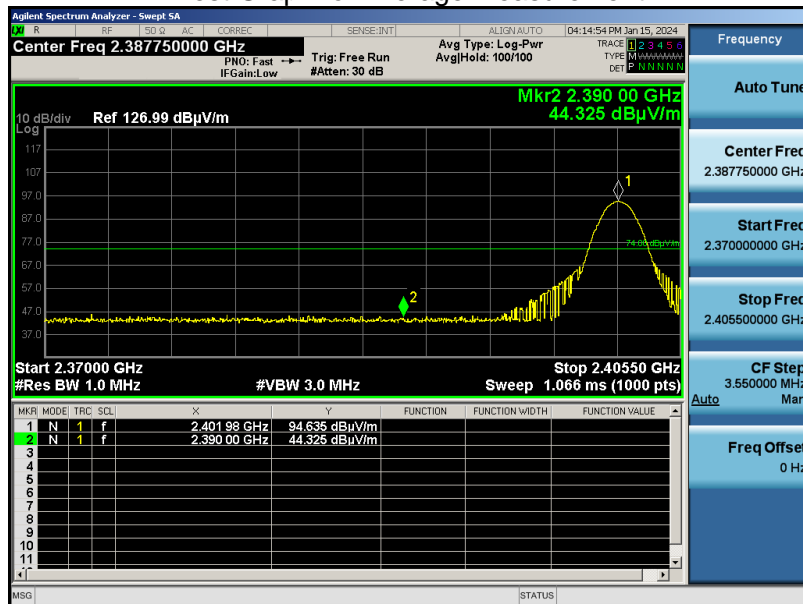 Agilent Spectrum Analyzer - Swept SA
LXI R RF 50 Ω AC CORREC SENSE:INT ALIGN AUTO 04:14:54 PM Jan 15, 2024
Center Freq 2.387750000 GHz
PNO: Fast
IFGain:Low
Trig: Free Run
#Atten: 30 dB
Avg Type: Log-Pwr
Avg|Hold: 100/100
TRACE 1 2 3 4 5 6
TYPE M
DET P N N N N N
Mkr2 2.390 00 GHz
44.325 dBµV/m
10 dB/div Ref 126.99 dBµV/m
Log
117
107
97.0
87.0
77.0
67.0
57.0
47.0
37.0
1
2
Start 2.37000 GHz Stop 2.40550 GHz
#Res BW 1.0 MHz #VBW 3.0 MHz Sweep 1.066 ms (1000 pts)
MKR MODE TRC SCL X Y FUNCTION FUNCTION WIDTH FUNCTION VALUE
1 N 1 f 2.401 98 GHz 94.635 dBµV/m
2 N 1 f 2.390 00 GHz 44.325 dBµV/m
3
4
5
6
7
8
9
10
11
MSG STATUS
Frequency
Auto Tune
Center Freq
2.387750000 GHz
Start Freq
2.370000000 GHz
Stop Freq
2.405500000 GHz
CF Step
3.550000 MHz
Auto Man
Freq Offset
0 Hz